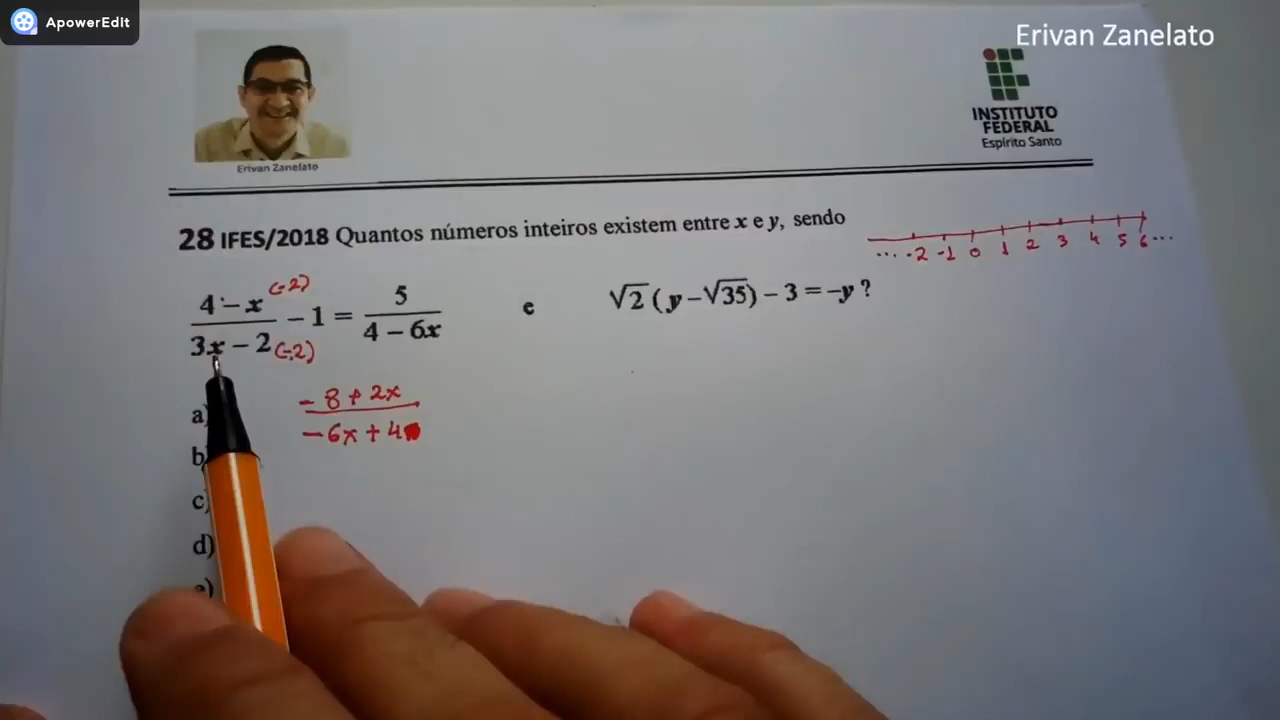 ApowerEdit
Erivan Zanelato
Erivan Zanelato
INSTITUTO
FEDERAL
Espírito Santo
28 IFES/2018 Quantos números inteiros existem entre x e y, sendo
... -2 -1 0 1 2 3 4 5 6 ...
4 - x (-2)
3x - 2 (-2)
- 1 = 5
4 - 6x
e
√2 (y - √35) - 3 = -y ?
- 8 + 2x
- 6x + 4
a)
b)
c)
d)